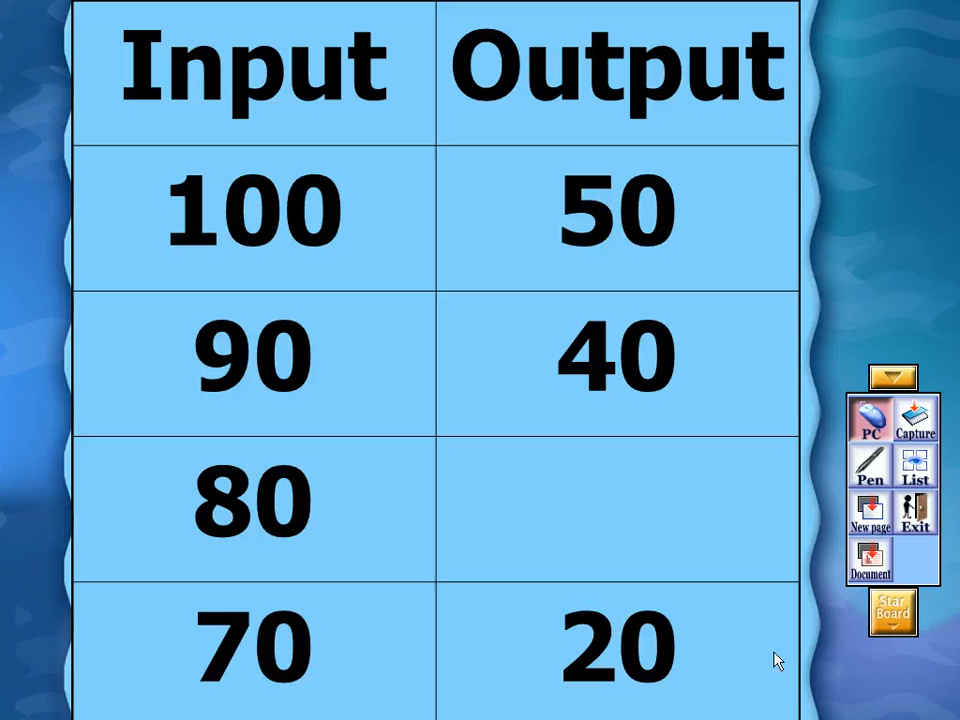 Input Output
100 50
90 40
80
70 20
PC Capture
Pen List
New page Exit
Document
Star
Board